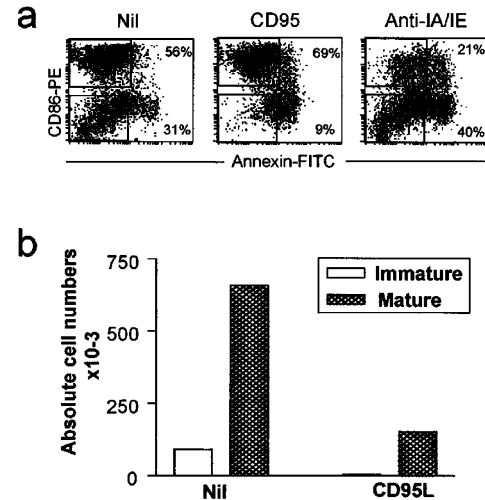 a
Nil
CD95
Anti-IA/IE
CD86-PE
56%
31%
69%
9%
21%
40%
Annexin-FITC
b
Absolute cell numbers
x10-3
750
500
250
0
Immature
Mature
Nil
CD95L